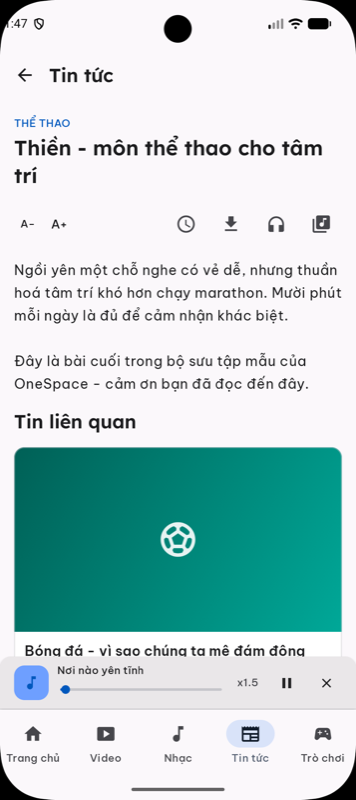 :47
Tin tức
THỂ THAO
Thiền - môn thể thao cho tâm
trí
A-
A+
Ngồi yên một chỗ nghe có vẻ dễ, nhưng thuần
hoá tâm trí khó hơn chạy marathon. Mười phút
mỗi ngày là đủ để cảm nhận khác biệt.
Đây là bài cuối trong bộ sưu tập mẫu của
OneSpace - cảm ơn bạn đã đọc đến đây.
Tin liên quan
Bóng đá - vì sao chúng ta mê đám đông
Nơi nào yên tĩnh
x1.5
Trang chủ
Video
Nhạc
Tin tức
Trò chơi